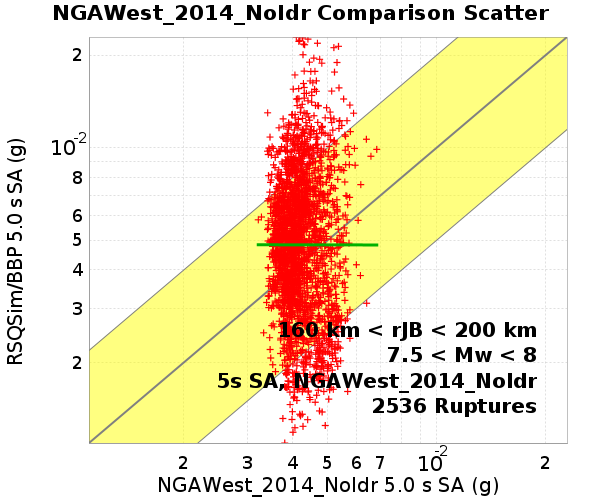 NGAWest_2014_NoIdr Comparison Scatter
RSQSim/BBP 5.0 s SA (g)
2
10-2
8
6
5
4
3
2
160 km < rJB < 200 km
7.5 < Mw < 8
5s SA, NGAWest_2014_NoIdr
2536 Ruptures
2 3 4 5 6 7 10-2 2
NGAWest_2014_NoIdr 5.0 s SA (g)